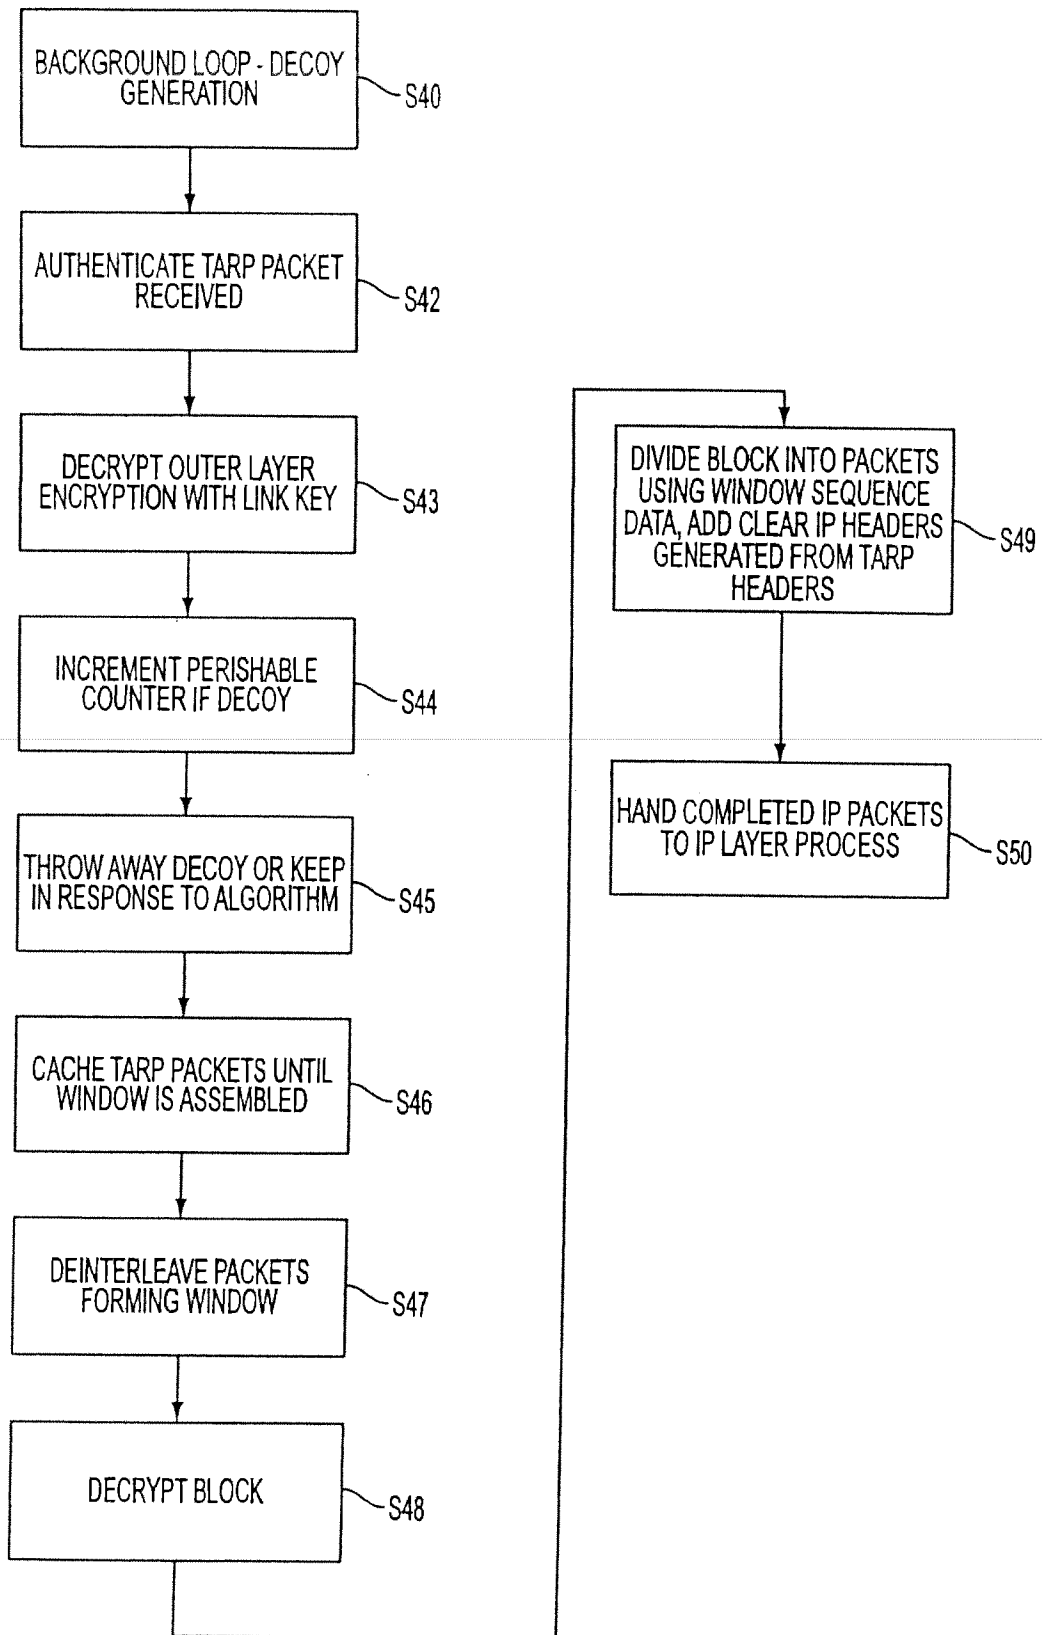 BACKGROUND LOOP - DECOY
GENERATION
S40
AUTHENTICATE TARP PACKET
RECEIVED
S42
DECRYPT OUTER LAYER
ENCRYPTION WITH LINK KEY
S43
INCREMENT PERISHABLE
COUNTER IF DECOY
S44
THROW AWAY DECOY OR KEEP
IN RESPONSE TO ALGORITHM
S45
CACHE TARP PACKETS UNTIL
WINDOW IS ASSEMBLED
S46
DEINTERLEAVE PACKETS
FORMING WINDOW
S47
DECRYPT BLOCK
S48
DIVIDE BLOCK INTO PACKETS
USING WINDOW SEQUENCE
DATA, ADD CLEAR IP HEADERS
GENERATED FROM TARP
HEADERS
S49
HAND COMPLETED IP PACKETS
TO IP LAYER PROCESS
S50